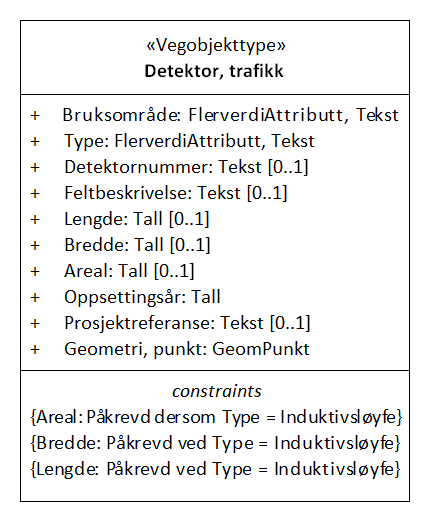 «Vegobjekttype»
Detektor, trafikk
+ Bruksområde: FlerverdiAttributt, Tekst
+ Type: FlerverdiAttributt, Tekst
+ Detektornummer: Tekst [0..1]
+ Feltbeskrivelse: Tekst [0..1]
+ Lengde: Tall [0..1]
+ Bredde: Tall [0..1]
+ Areal: Tall [0..1]
+ Oppsettingsår: Tall
+ Prosjektreferanse: Tekst [0..1]
+ Geometri, punkt: GeomPunkt
constraints
{Areal: Påkrevd dersom Type = Induktivsløyfe}
{Bredde: Påkrevd ved Type = Induktivsløyfe}
{Lengde: Påkrevd ved Type = Induktivsløyfe}